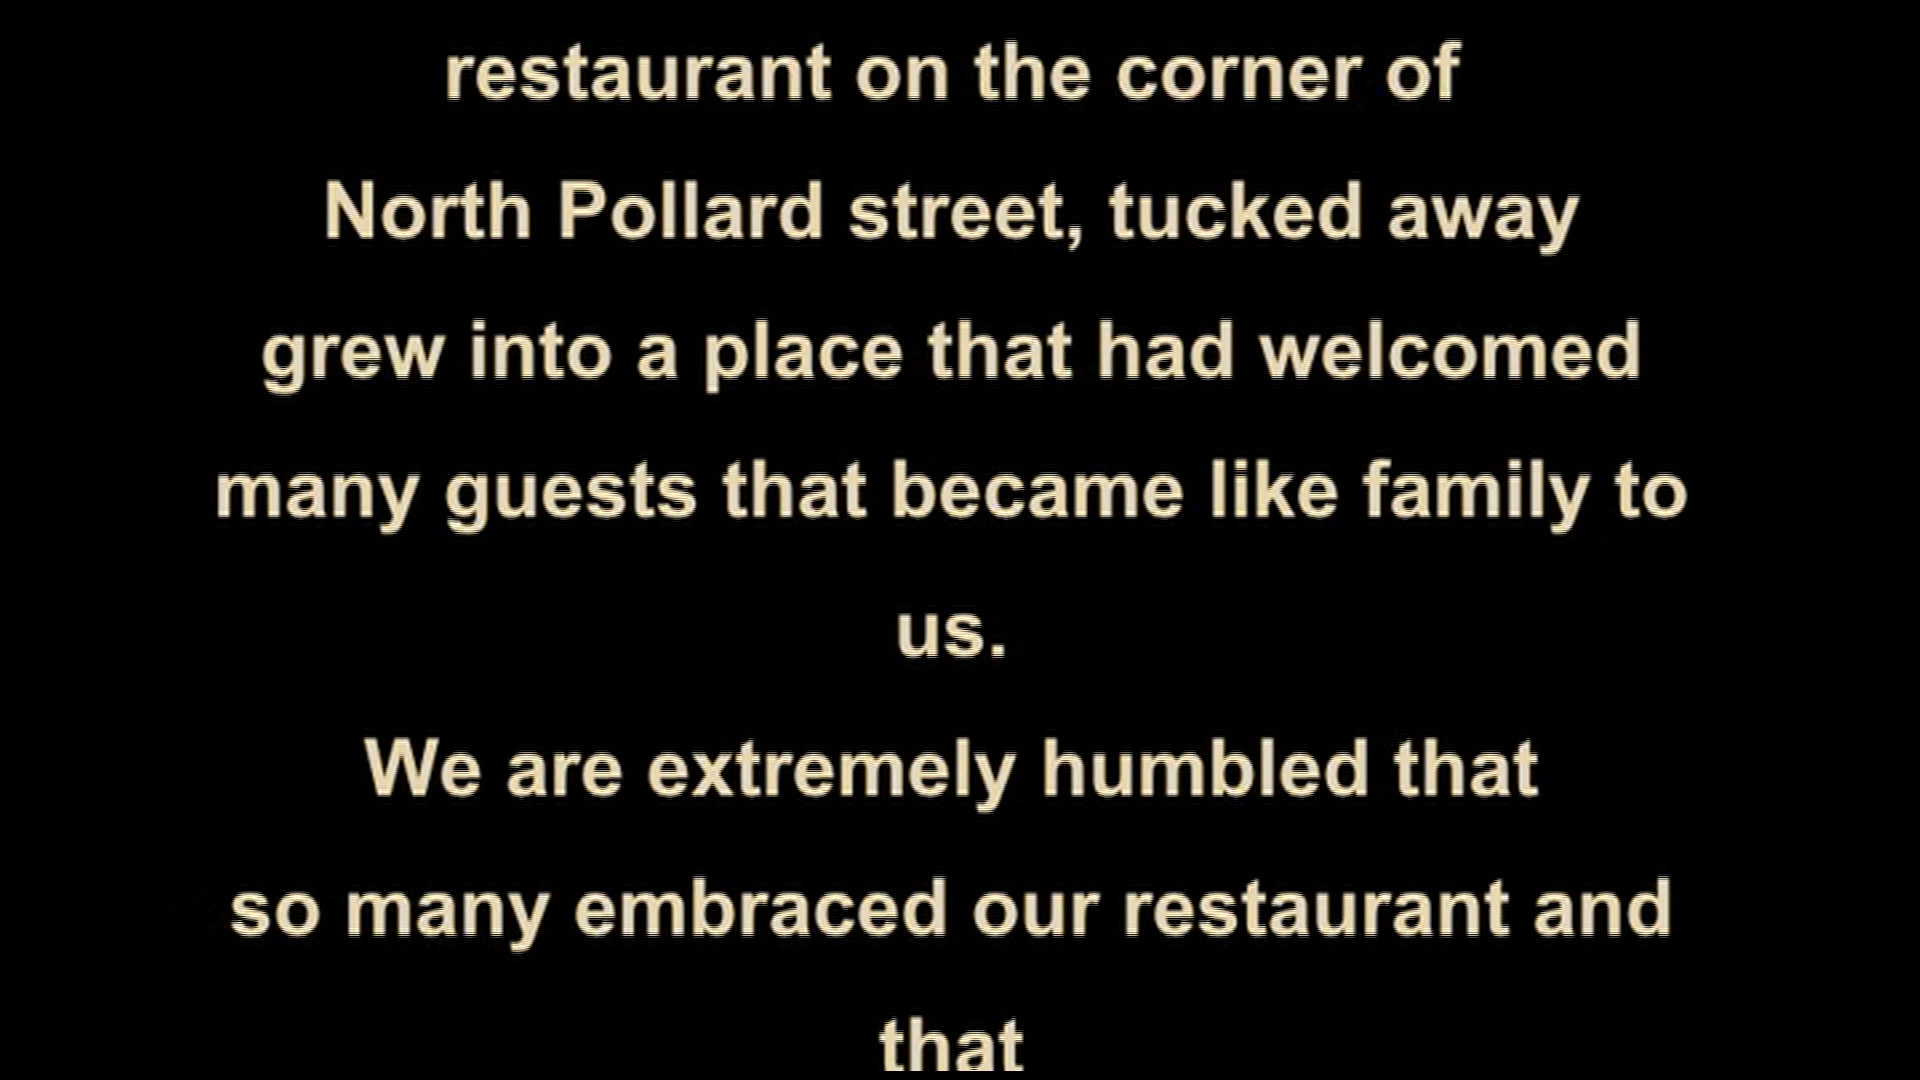 restaurant on the corner of
North Pollard street, tucked away
grew into a place that had welcomed
many guests that became like family to
us.
We are extremely humbled that
so many embraced our restaurant and
that